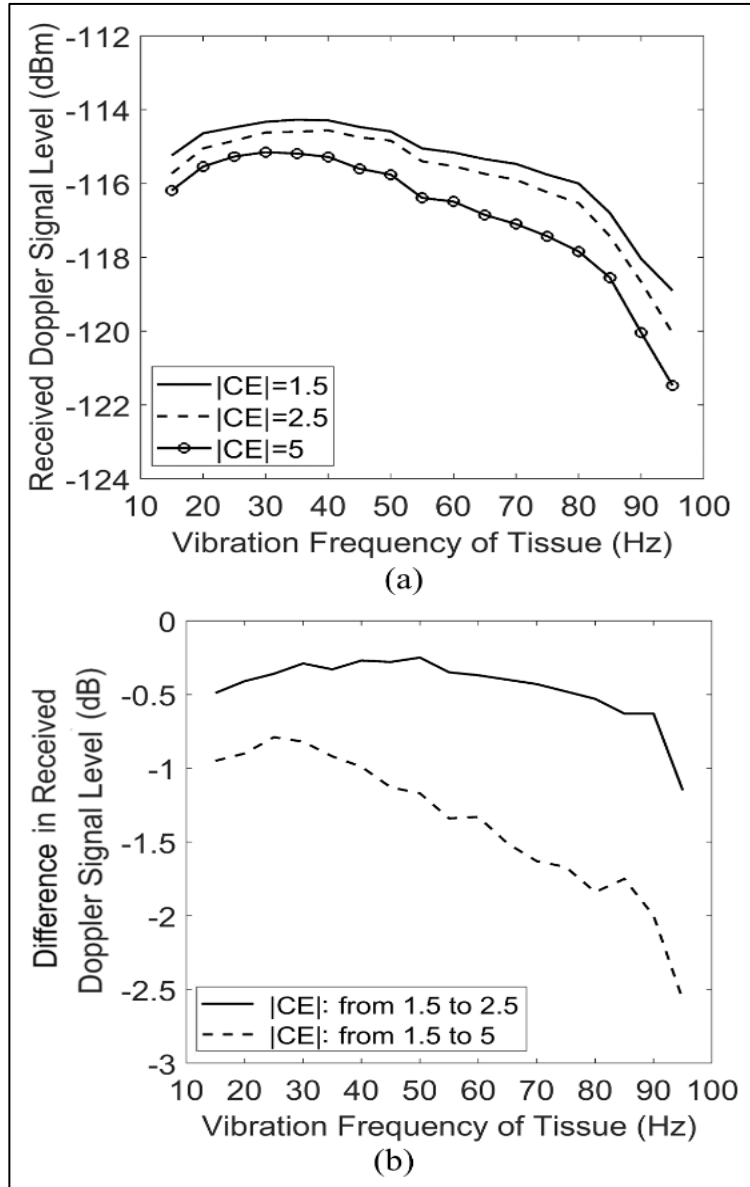 -112
-114
-116
-118
-120
-122
-124
Received Doppler Signal Level (dBm)
|CE|=1.5
|CE|=2.5
|CE|=5
10 20 30 40 50 60 70 80 90 100
Vibration Frequency of Tissue (Hz)
(a)
0
-0.5
-1
-1.5
-2
-2.5
-3
Difference in Received
Doppler Signal Level (dB)
|CE|: from 1.5 to 2.5
|CE|: from 1.5 to 5
10 20 30 40 50 60 70 80 90 100
Vibration Frequency of Tissue (Hz)
(b)